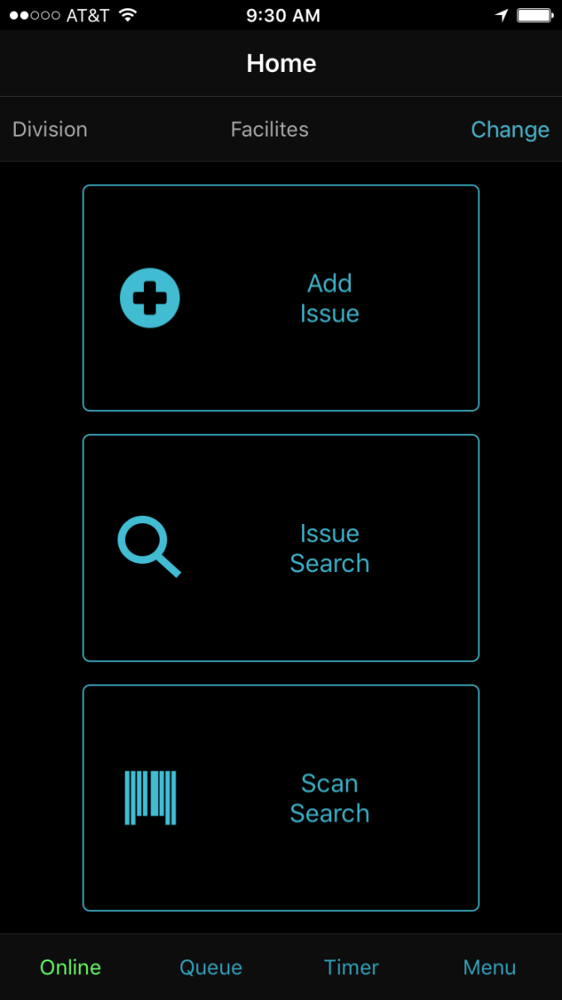 AT&T 9:30 AM
Home
Division Facilites Change
Add
Issue
Issue
Search
Scan
Search
Online Queue Timer Menu